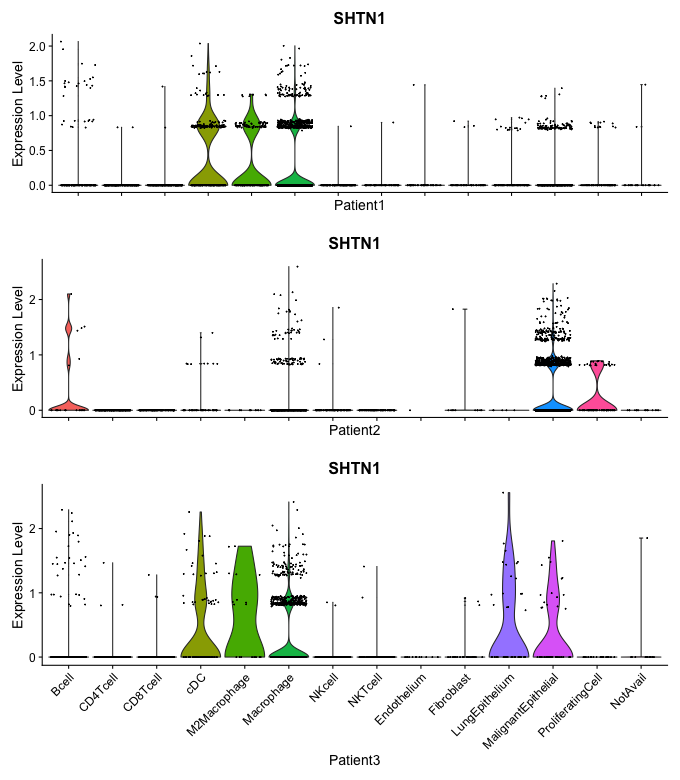 SHTN1
Expression Level
2.0
1.5
1.0
0.5
0.0
Patient1
SHTN1
Expression Level
2
1
0
Patient2
SHTN1
Expression Level
2
1
0
Bcell
CD4Tcell
CD8Tcell
cDC
M2Macrophage
Macrophage
NKcell
NKTcell
Endothelium
Fibroblast
LungEpithelium
MalignantEpithelial
ProliferatingCell
NotAvail
Patient3